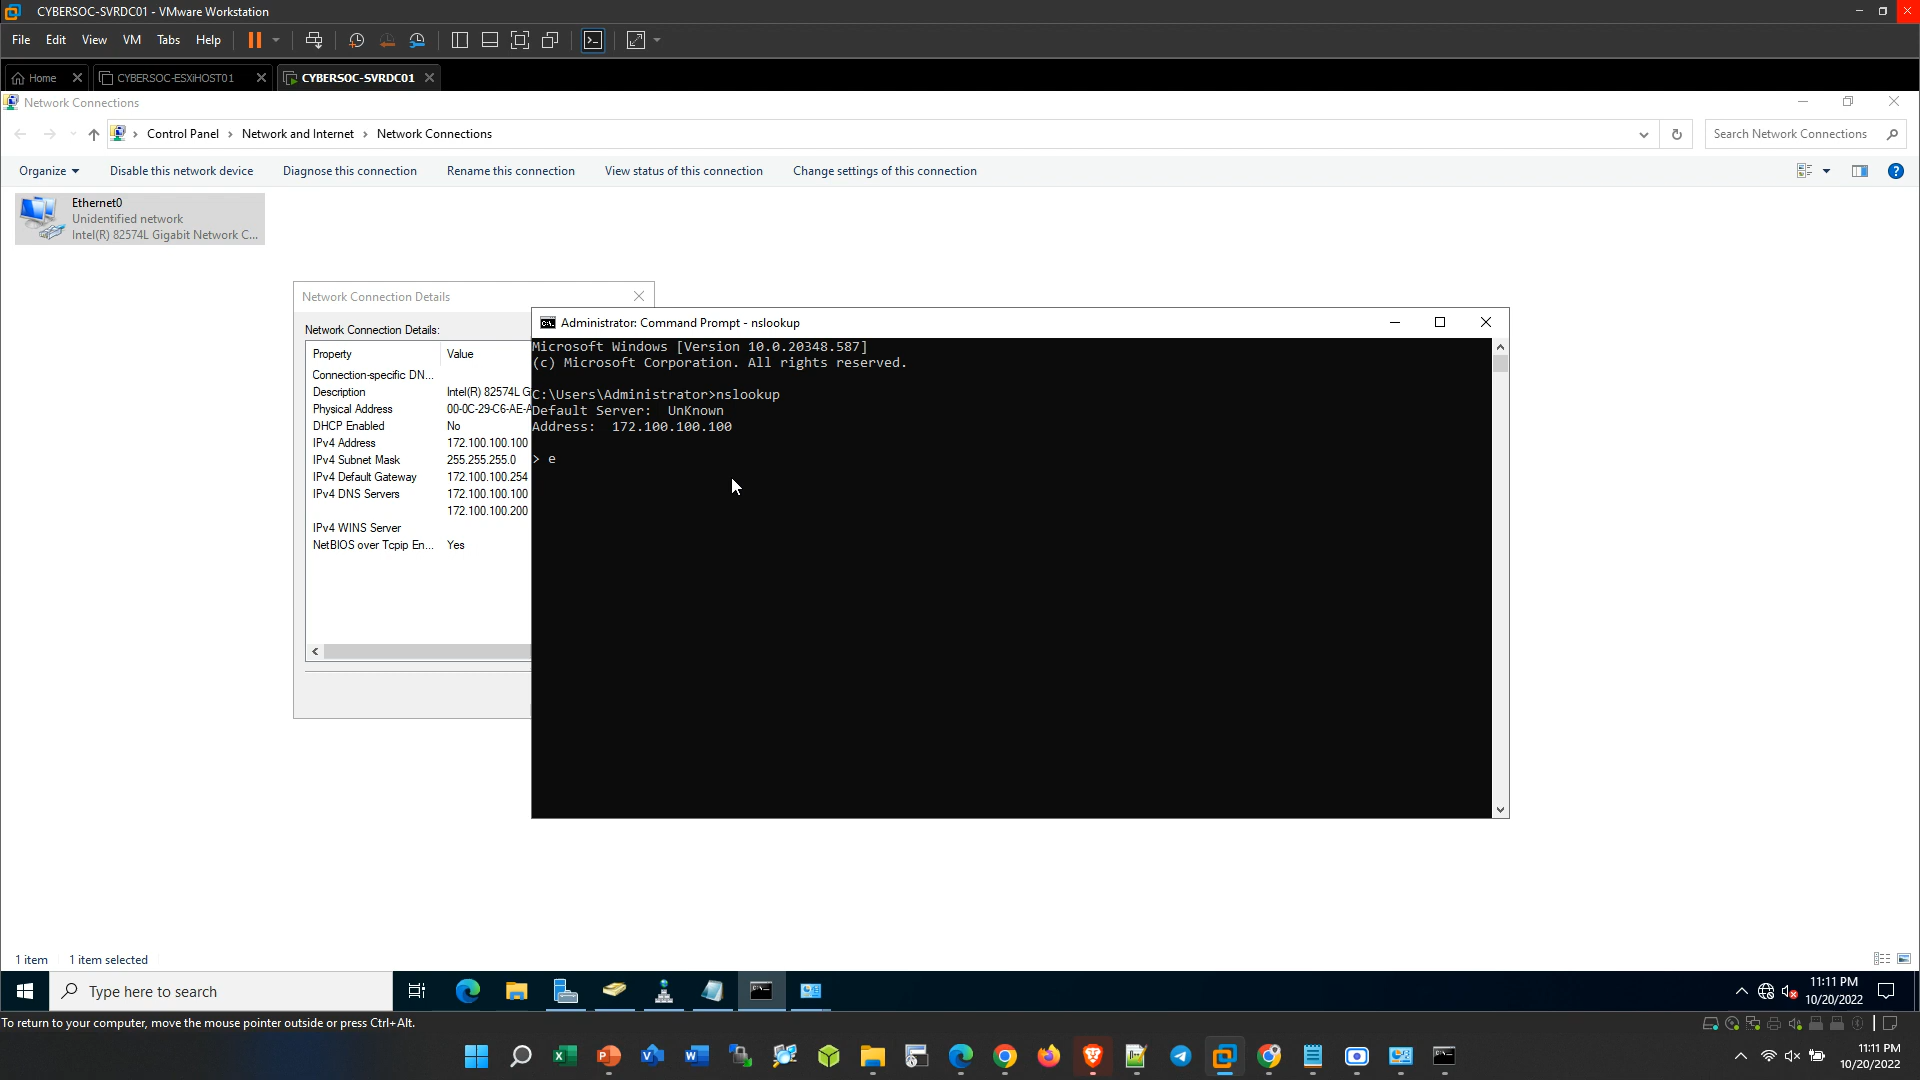 CYBERSOC-SVRDC01 - VMware Workstation
File Edit View VM Tabs Help
Home CYBERSOC-ESXiHOST01 CYBERSOC-SVRDC01
Network Connections
Control Panel Network and Internet Network Connections Search Network Connections
Organize Disable this network device Diagnose this connection Rename this connection View status of this connection Change settings of this connection
Ethernet0
Unidentified network
Intel(R) 82574L Gigabit Network C...
Network Connection Details
Network Connection Details:
Property Value
Connection-specific DN...
Description Intel(R) 82574L G
Physical Address 00-0C-29-C6-AE-A
DHCP Enabled No
IPv4 Address 172.100.100.100
IPv4 Subnet Mask 255.255.255.0
IPv4 Default Gateway 172.100.100.254
IPv4 DNS Servers 172.100.100.100
172.100.100.200
IPv4 WINS Server
NetBIOS over Tcpip En... Yes
Administrator: Command Prompt - nslookup
Microsoft Windows [Version 10.0.20348.587]
(c) Microsoft Corporation. All rights reserved.
C:\Users\Administrator>nslookup
Default Server:  UnKnown
Address:  172.100.100.100
> e
1 item 1 item selected
Type here to search
11:11 PM
10/20/2022
To return to your computer, move the mouse pointer outside or press Ctrl+Alt.
11:11 PM
10/20/2022